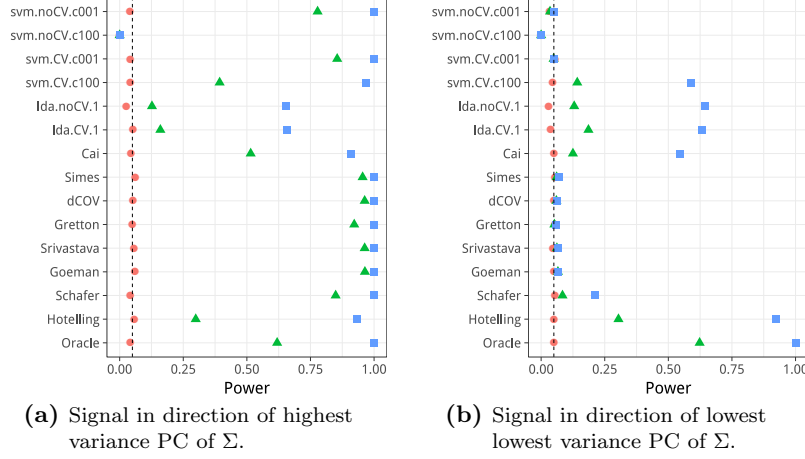 svm.noCV.c001
svm.noCV.c100
svm.CV.c001
svm.CV.c100
lda.noCV.1
lda.CV.1
Cai
Simes
dCOV
Gretton
Srivastava
Goeman
Schafer
Hotelling
Oracle
0.00 0.25 0.50 0.75 1.00
Power
(a) Signal in direction of highest
variance PC of Σ.
svm.noCV.c001
svm.noCV.c100
svm.CV.c001
svm.CV.c100
lda.noCV.1
lda.CV.1
Cai
Simes
dCOV
Gretton
Srivastava
Goeman
Schafer
Hotelling
Oracle
0.00 0.25 0.50 0.75 1.00
Power
(b) Signal in direction of lowest
lowest variance PC of Σ.